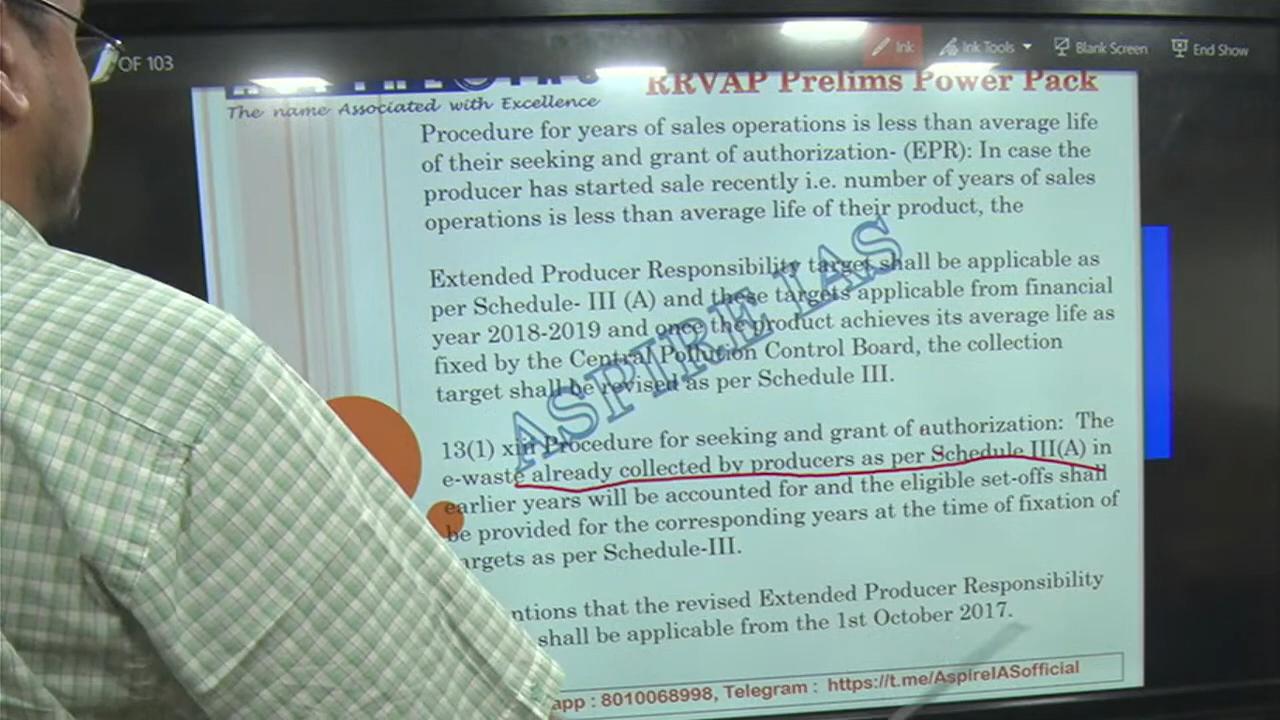 OF 103
Ink
Ink Tools
Blank Screen
End Show
The name Associated with Excellence
RRVAP Prelims Power Pack
Procedure for years of sales operations is less than average life
of their seeking and grant of authorization- (EPR): In case the
producer has started sale recently i.e. number of years of sales
operations is less than average life of their product, the
Extended Producer Responsibility target shall be applicable as
per Schedule- III (A) and these targets applicable from financial
year 2018-2019 and once the product achieves its average life as
fixed by the Central Pollution Control Board, the collection
target shall be revised as per Schedule III.
13(1) xiii Procedure for seeking and grant of authorization: The
e-waste already collected by producers as per Schedule III(A) in
earlier years will be accounted for and the eligible set-offs shall
be provided for the corresponding years at the time of fixation of
argets as per Schedule-III.
ntions that the revised Extended Producer Responsibility
shall be applicable from the 1st October 2017.
app : 8010068998, Telegram : https://t.me/AspireIASofficial
ASPIRE IAS